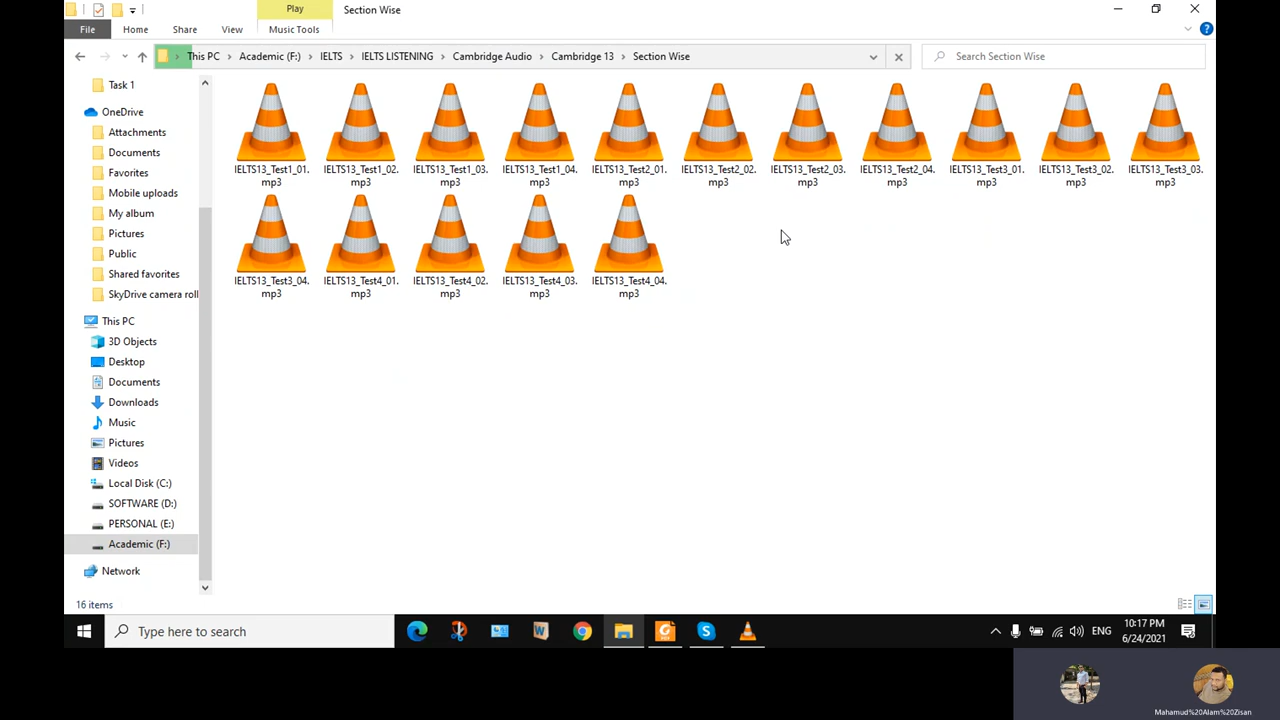 Play
Section Wise
File
Home
Share
View
Music Tools
This PC
Academic (F:)
IELTS
IELTS LISTENING
Cambridge Audio
Cambridge 13
Section Wise
Search Section Wise
Task 1
OneDrive
Attachments
Documents
Favorites
Mobile uploads
My album
Pictures
Public
Shared favorites
SkyDrive camera roll
This PC
3D Objects
Desktop
Documents
Downloads
Music
Pictures
Videos
Local Disk (C:)
SOFTWARE (D:)
PERSONAL (E:)
Academic (F:)
Network
IELTS13_Test1_01.
mp3
IELTS13_Test1_02.
mp3
IELTS13_Test1_03.
mp3
IELTS13_Test1_04.
mp3
IELTS13_Test2_01.
mp3
IELTS13_Test2_02.
mp3
IELTS13_Test2_03.
mp3
IELTS13_Test2_04.
mp3
IELTS13_Test3_01.
mp3
IELTS13_Test3_02.
mp3
IELTS13_Test3_03.
mp3
IELTS13_Test3_04.
mp3
IELTS13_Test4_01.
mp3
IELTS13_Test4_02.
mp3
IELTS13_Test4_03.
mp3
IELTS13_Test4_04.
mp3
16 items
Type here to search
ENG
10:17 PM
6/24/2021
Mahamud%20Alam%20Zisan